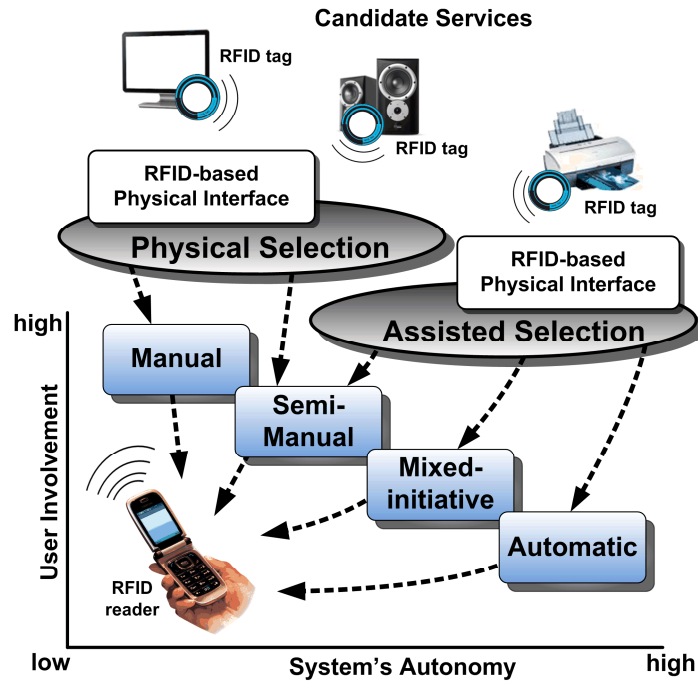 Candidate Services
RFID tag
RFID tag
RFID tag
RFID-based
Physical Interface
Physical Selection
RFID-based
Physical Interface
Assisted Selection
high
User Involvement
Manual
Semi-
Manual
Mixed-
initiative
Automatic
RFID
reader
low
System's Autonomy
high